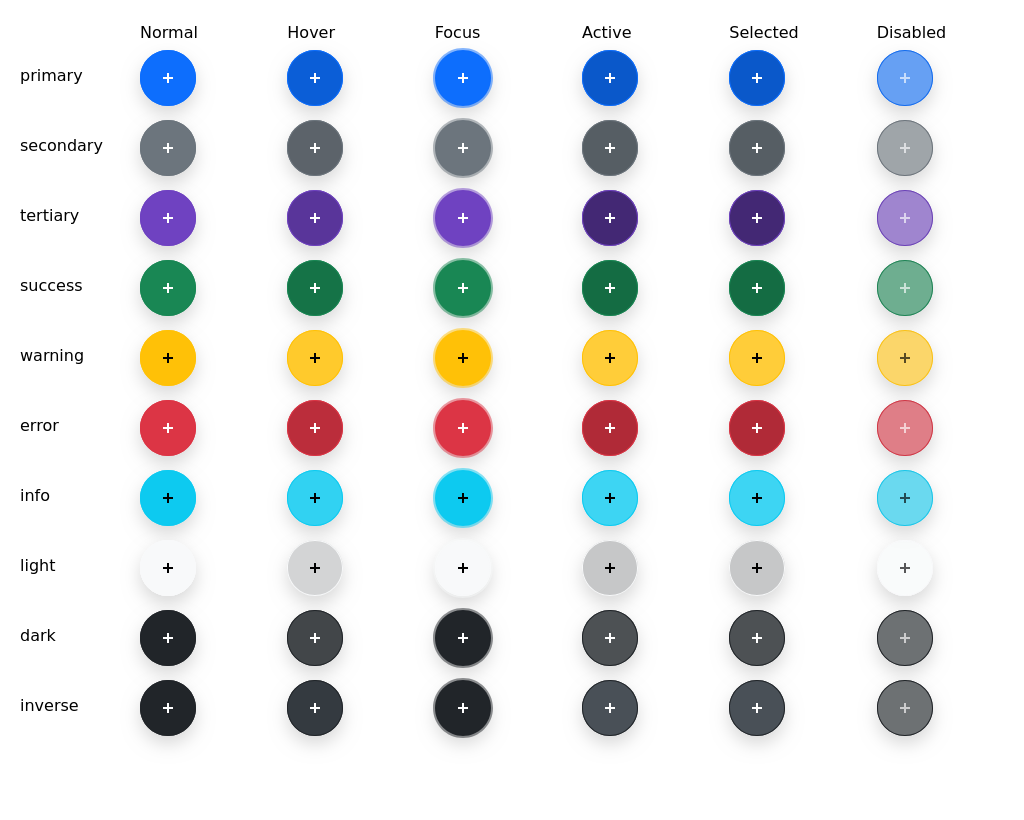 Normal Hover Focus Active Selected Disabled
primary
secondary
tertiary
success
warning
error
info
light
dark
inverse